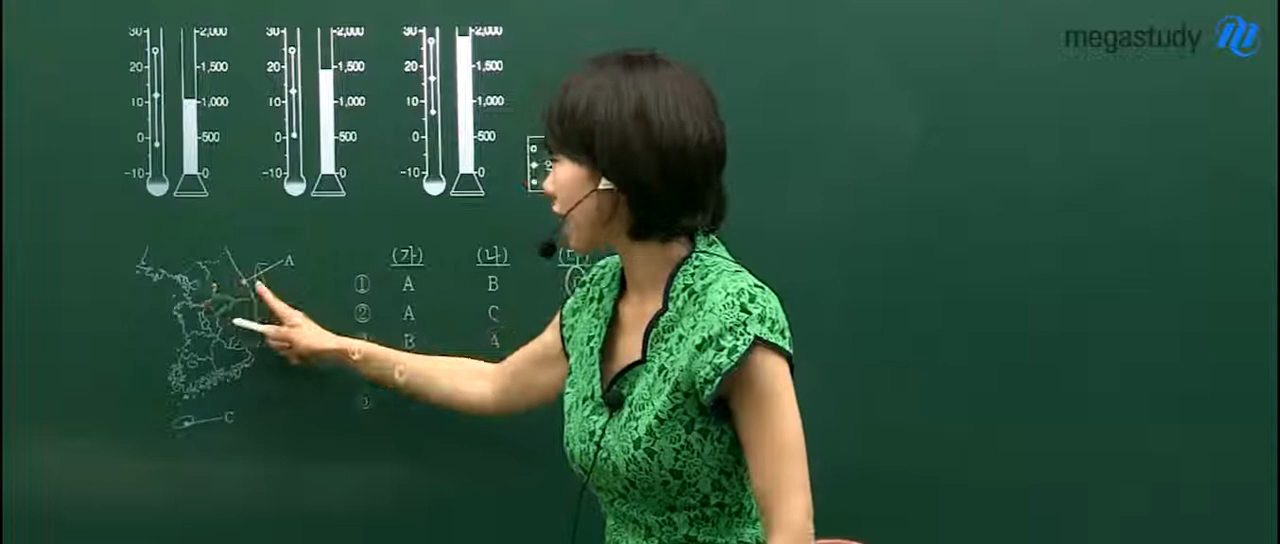 megastudy
30 2,000 30 2,000 30 2,000
20 1,500 20 1,500 20 1,500
10 1,000 10 1,000 10 1,000
0 500 0 500 0 500
-10 0 -10 0 -10 0
A
(가) (나)
① A B
② A C
B A
C